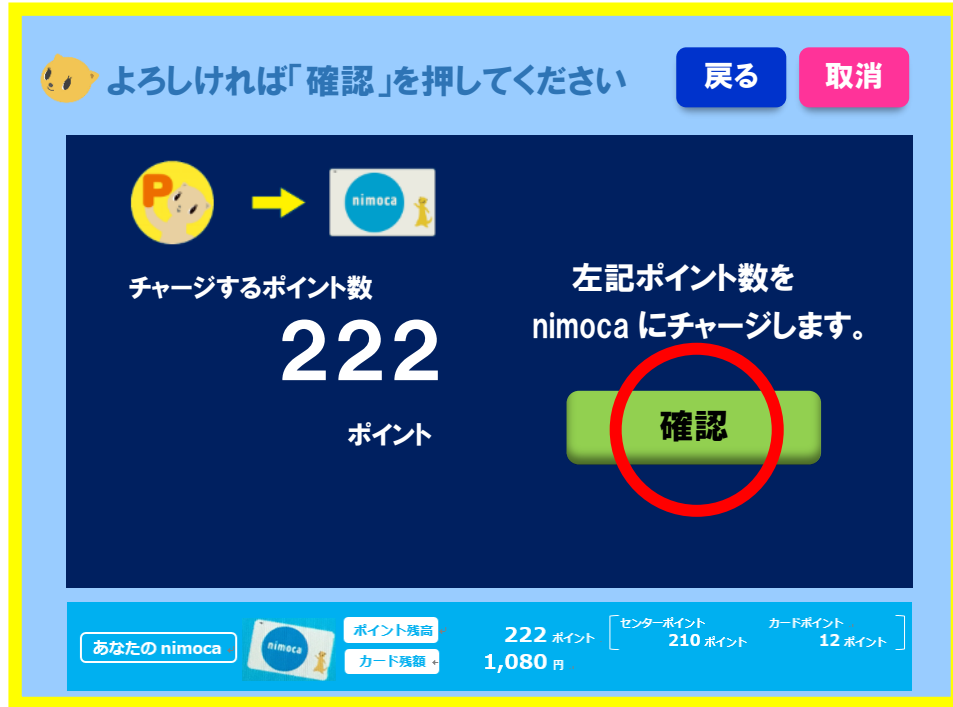 よろしければ「確認」を押してください
戻る
取消
P
nimoca
チャージするポイント数
222
ポイント
左記ポイント数を
nimoca にチャージします。
確認
あなたの nimoca
nimoca
ポイント残高
カード残額
222 ポイント
1,080 円
センターポイント
210 ポイント
カードポイント
12 ポイント